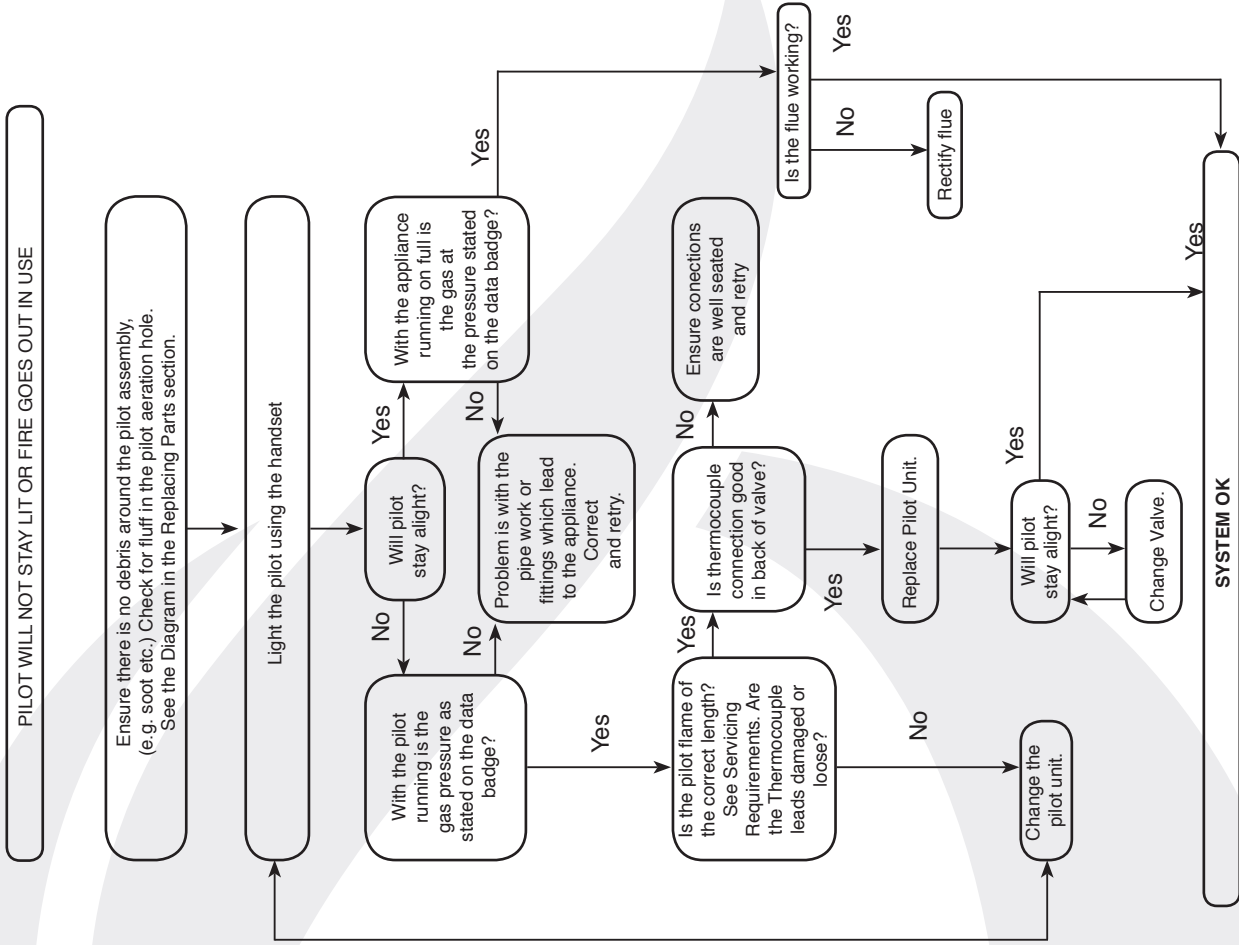 PILOT WILL NOT STAY LIT OR FIRE GOES OUT IN USE
Ensure there is no debris around the pilot assembly,
(e.g. soot etc.) Check for fluff in the pilot aeration hole.
See the Diagram in the Replacing Parts section.
Light the pilot using the handset
Will pilot
stay alight?
No
Yes
With the pilot
running is the
gas pressure as
stated on the data
badge?
No
Problem is with the
pipe work or
fittings which lead
to the appliance.
Correct
and retry.
No
With the appliance
running on full is
the gas at
the pressure stated
on the data badge?
Yes
Yes
Is the pilot flame of
the correct length?
See Servicing
Requirements. Are
the Thermocouple
leads damaged or
loose?
Yes
Is thermocouple
connection good
in back of valve?
No
Ensure conections
are well seated
and retry
Is the flue working?
No
Yes
Rectify flue
No
Yes
Change the
pilot unit.
Replace Pilot Unit.
Will pilot
stay alight?
Yes
No
Change Valve.
Yes
SYSTEM OK